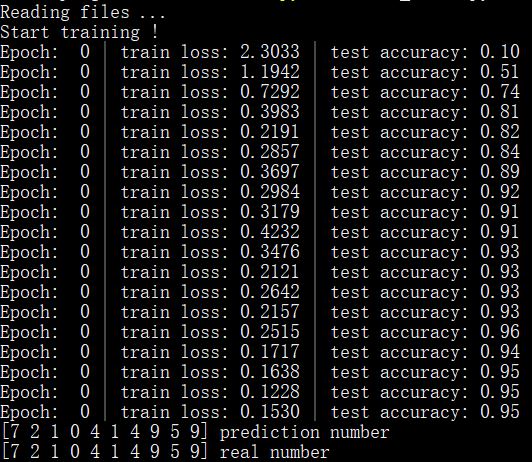 Reading files ...
Start training !
Epoch:  0 | train loss: 2.3033 | test accuracy: 0.10
Epoch:  0 | train loss: 1.1942 | test accuracy: 0.51
Epoch:  0 | train loss: 0.7292 | test accuracy: 0.74
Epoch:  0 | train loss: 0.3983 | test accuracy: 0.81
Epoch:  0 | train loss: 0.2191 | test accuracy: 0.82
Epoch:  0 | train loss: 0.2857 | test accuracy: 0.84
Epoch:  0 | train loss: 0.3697 | test accuracy: 0.89
Epoch:  0 | train loss: 0.2984 | test accuracy: 0.92
Epoch:  0 | train loss: 0.3179 | test accuracy: 0.91
Epoch:  0 | train loss: 0.4232 | test accuracy: 0.91
Epoch:  0 | train loss: 0.3476 | test accuracy: 0.93
Epoch:  0 | train loss: 0.2121 | test accuracy: 0.93
Epoch:  0 | train loss: 0.2642 | test accuracy: 0.93
Epoch:  0 | train loss: 0.2157 | test accuracy: 0.93
Epoch:  0 | train loss: 0.2515 | test accuracy: 0.96
Epoch:  0 | train loss: 0.1717 | test accuracy: 0.94
Epoch:  0 | train loss: 0.1638 | test accuracy: 0.95
Epoch:  0 | train loss: 0.1228 | test accuracy: 0.95
Epoch:  0 | train loss: 0.1530 | test accuracy: 0.95
[7 2 1 0 4 1 4 9 5 9] prediction number
[7 2 1 0 4 1 4 9 5 9] real number